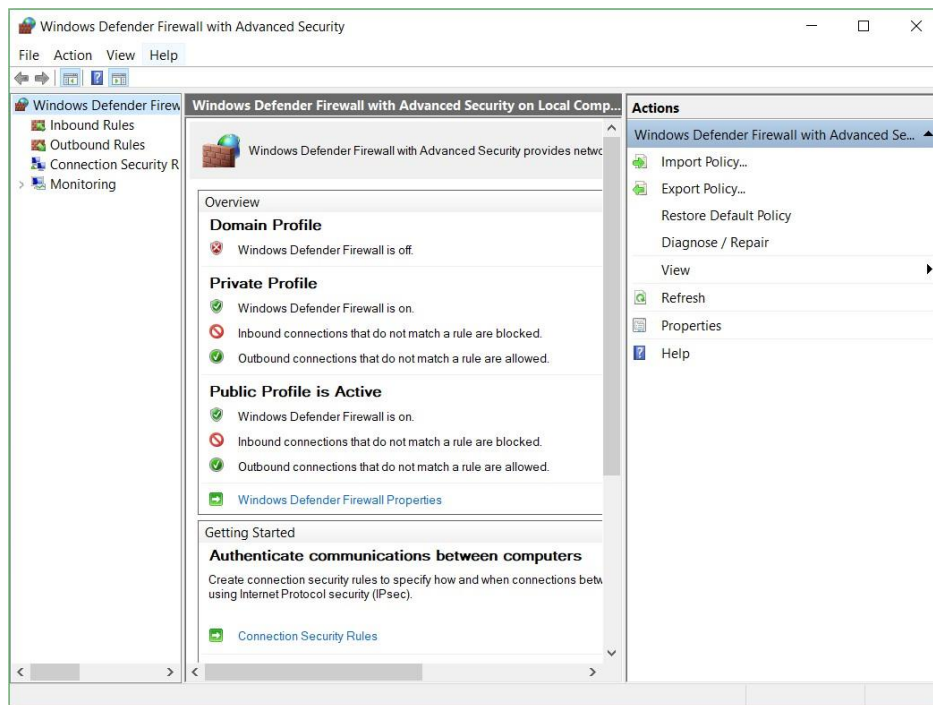 Windows Defender Firewall with Advanced Security
File Action View Help
Windows Defender Firew
Inbound Rules
Outbound Rules
Connection Security R
Monitoring
Windows Defender Firewall with Advanced Security on Local Comp...
Windows Defender Firewall with Advanced Security provides netwo
Overview
Domain Profile
Windows Defender Firewall is off.
Private Profile
Windows Defender Firewall is on.
Inbound connections that do not match a rule are blocked.
Outbound connections that do not match a rule are allowed.
Public Profile is Active
Windows Defender Firewall is on.
Inbound connections that do not match a rule are blocked.
Outbound connections that do not match a rule are allowed.
Windows Defender Firewall Properties
Getting Started
Authenticate communications between computers
Create connection security rules to specify how and when connections betw
using Internet Protocol security (IPsec).
Connection Security Rules
Actions
Windows Defender Firewall with Advanced Se...
Import Policy...
Export Policy...
Restore Default Policy
Diagnose / Repair
View
Refresh
Properties
Help